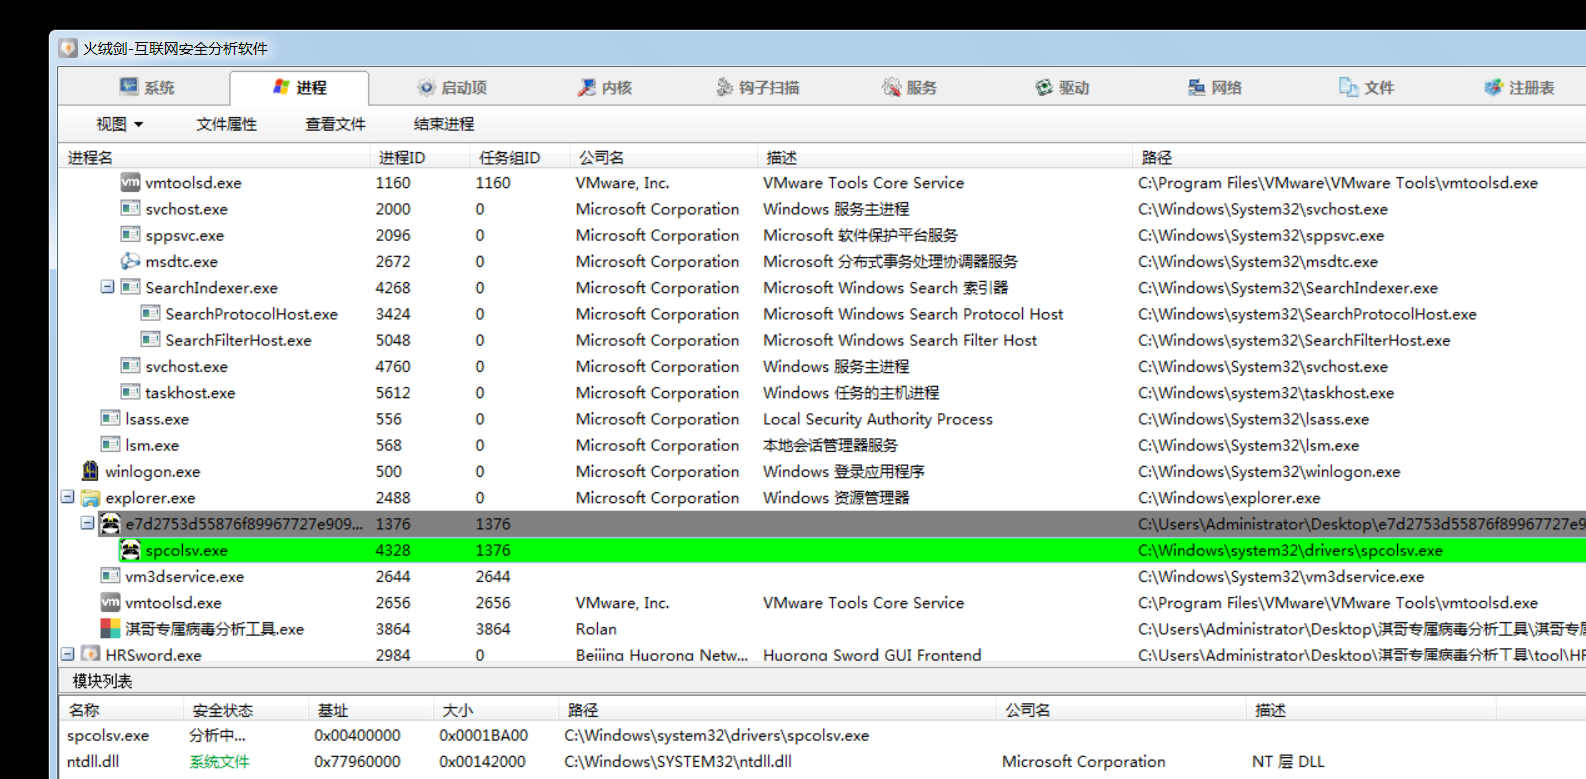 火绒剑-互联网安全分析软件
系统 进程 启动项 内核 钩子扫描 服务 驱动 网络 文件 注册表
视图 文件属性 查看文件 结束进程
进程名 进程ID 任务组ID 公司名 描述 路径
vmtoolsd.exe 1160 1160 VMware, Inc. VMware Tools Core Service C:\Program Files\VMware\VMware Tools\vmtoolsd.exe
svchost.exe 2000 0 Microsoft Corporation Windows 服务主进程 C:\Windows\System32\svchost.exe
sppsvc.exe 2096 0 Microsoft Corporation Microsoft 软件保护平台服务 C:\Windows\System32\sppsvc.exe
msdtc.exe 2672 0 Microsoft Corporation Microsoft 分布式事务处理协调器服务 C:\Windows\System32\msdtc.exe
SearchIndexer.exe 4268 0 Microsoft Corporation Microsoft Windows Search 索引器 C:\Windows\System32\SearchIndexer.exe
SearchProtocolHost.exe 3424 0 Microsoft Corporation Microsoft Windows Search Protocol Host C:\Windows\system32\SearchProtocolHost.exe
SearchFilterHost.exe 5048 0 Microsoft Corporation Microsoft Windows Search Filter Host C:\Windows\system32\SearchFilterHost.exe
svchost.exe 4760 0 Microsoft Corporation Windows 服务主进程 C:\Windows\System32\svchost.exe
taskhost.exe 5612 0 Microsoft Corporation Windows 任务的主机进程 C:\Windows\system32\taskhost.exe
lsass.exe 556 0 Microsoft Corporation Local Security Authority Process C:\Windows\System32\lsass.exe
lsm.exe 568 0 Microsoft Corporation 本地会话管理器服务 C:\Windows\System32\lsm.exe
winlogon.exe 500 0 Microsoft Corporation Windows 登录应用程序 C:\Windows\System32\winlogon.exe
explorer.exe 2488 0 Microsoft Corporation Windows 资源管理器 C:\Windows\explorer.exe
e7d2753d55876f89967727e909... 1376 1376 C:\Users\Administrator\Desktop\e7d2753d55876f89967727e9
spcolsv.exe 4328 1376 C:\Windows\system32\drivers\spcolsv.exe
vm3dservice.exe 2644 2644 C:\Windows\System32\vm3dservice.exe
vmtoolsd.exe 2656 2656 VMware, Inc. VMware Tools Core Service C:\Program Files\VMware\VMware Tools\vmtoolsd.exe
淇哥专属病毒分析工具.exe 3864 3864 Rolan C:\Users\Administrator\Desktop\淇哥专属病毒分析工具\淇哥专属
HRSword.exe 2984 0 Beijing Huorong Netw... Huorong Sword GUI Frontend C:\Users\Administrator\Desktop\淇哥专属病毒分析工具\tool\HR
模块列表
名称 安全状态 基址 大小 路径 公司名 描述
spcolsv.exe 分析中... 0x00400000 0x0001BA00 C:\Windows\system32\drivers\spcolsv.exe
ntdll.dll 系统文件 0x77960000 0x00142000 C:\Windows\SYSTEM32\ntdll.dll Microsoft Corporation NT 层 DLL